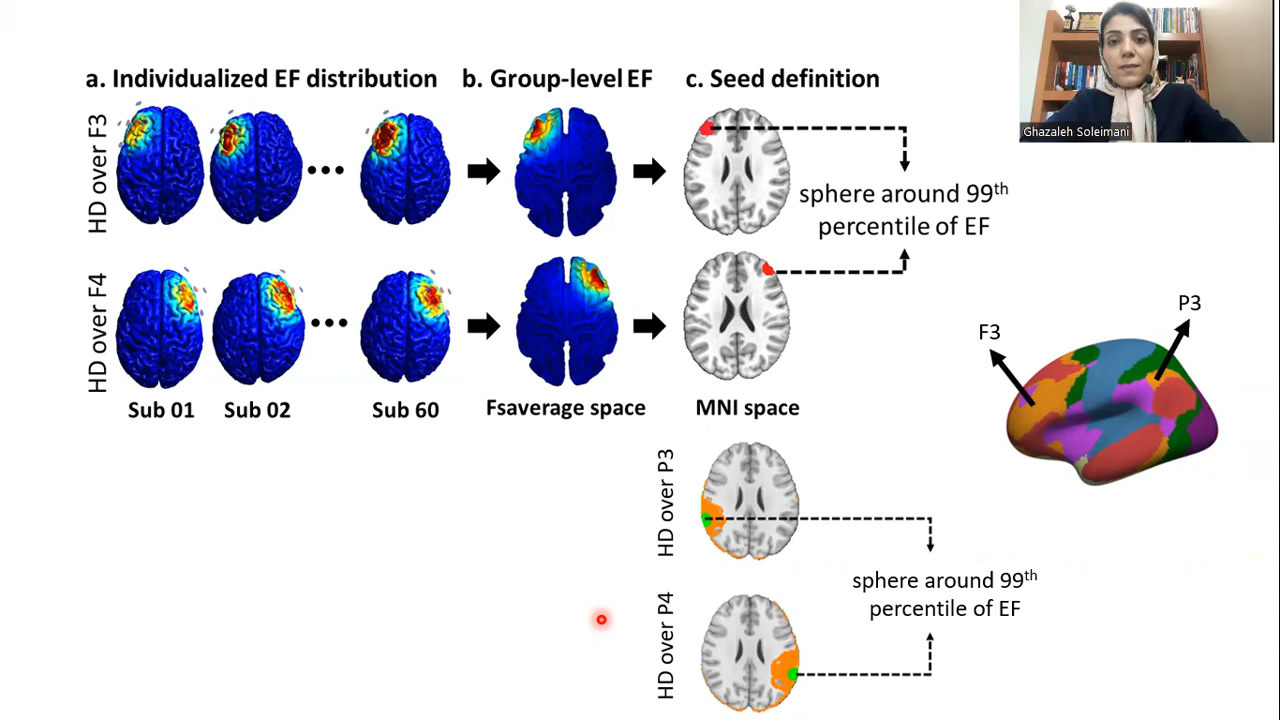 a. Individualized EF distribution
b. Group-level EF
c. Seed definition
Ghazaleh Soleimani
HD over F3
sphere around 99th
percentile of EF
HD over F4
Sub 01
Sub 02
Sub 60
Fsaverage space
MNI space
F3
P3
HD over P3
sphere around 99th
percentile of EF
HD over P4